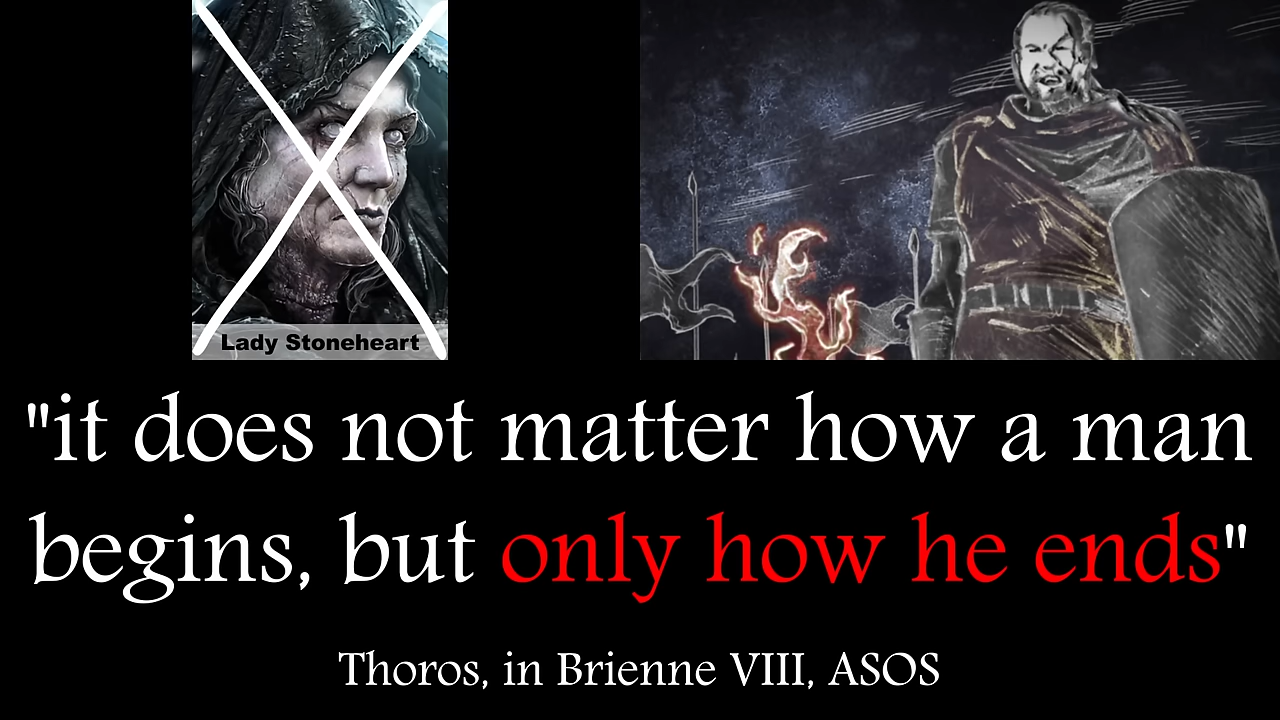 Lady Stoneheart
"it does not matter how a man
begins, but only how he ends"
Thoros, in Brienne VIII, ASOS